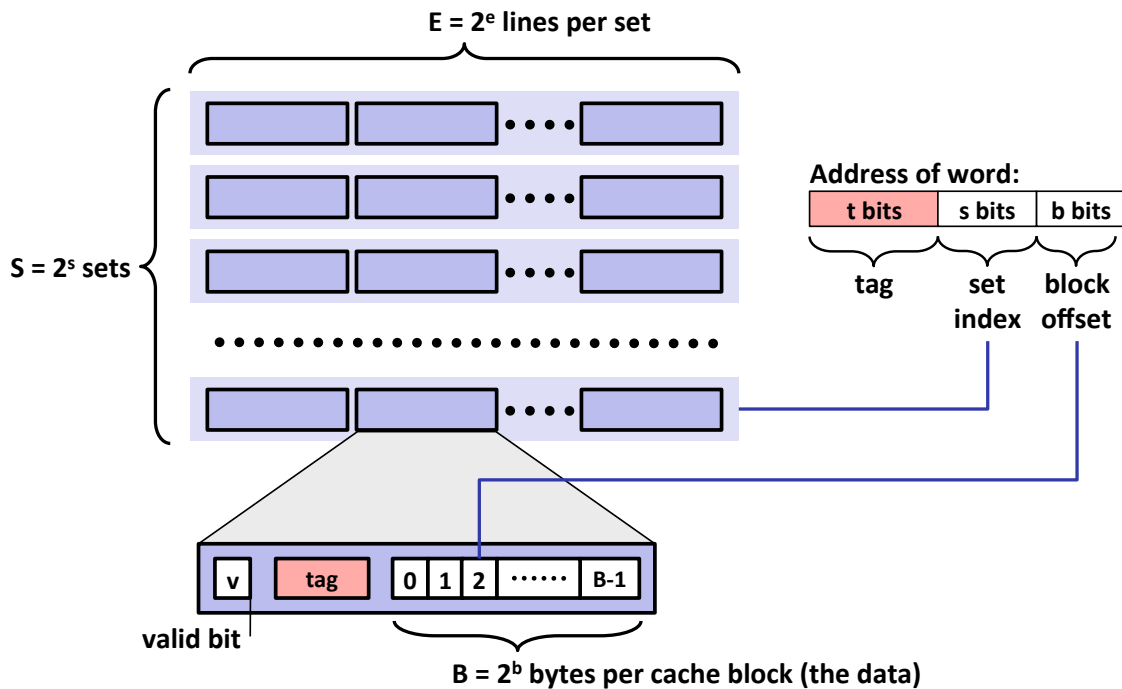 E = 2ᵉ lines per set
S = 2ˢ sets
Address of word:
t bits s bits b bits
tag set index block offset
v tag 0 1 2 ······ B-1
valid bit
B = 2ᵇ bytes per cache block (the data)